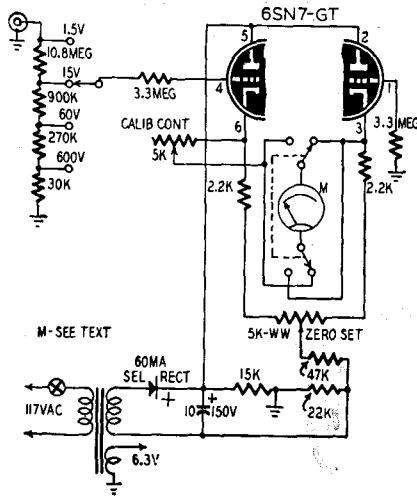 6SN7-GT
1.5V
10.8MEG
15V
900K
60V
270K
600V
30K
3.3MEG
5
4
6
2
1
3
3.3MEG
CALIB CONT
5K
2.2K
M
2.2K
5K-WW
ZERO SET
M-SEE TEXT
60MA
SEL RECT
+
117VAC
6.3V
+
10
150V
15K
47K
22K